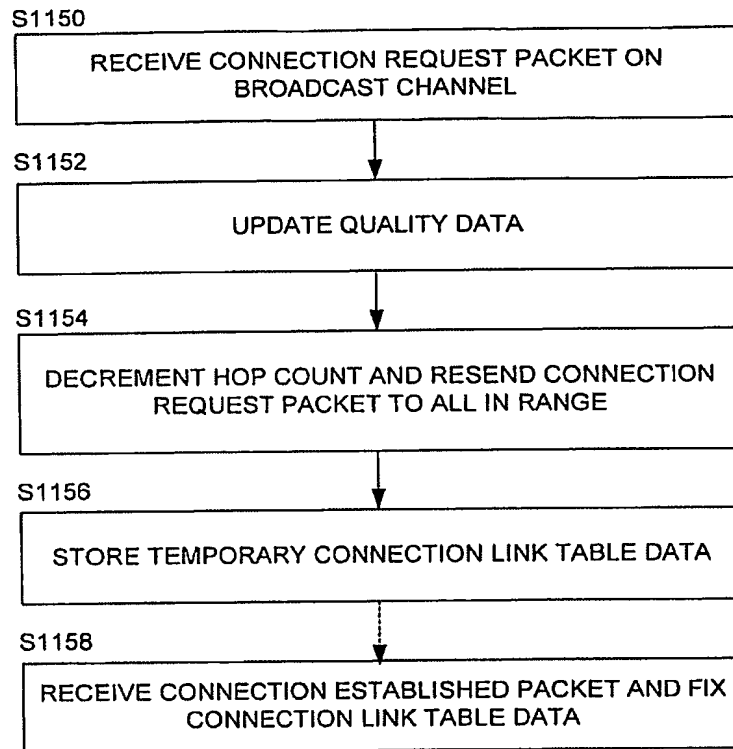 S1150
RECEIVE CONNECTION REQUEST PACKET ON
BROADCAST CHANNEL
S1152
UPDATE QUALITY DATA
S1154
DECREMENT HOP COUNT AND RESEND CONNECTION
REQUEST PACKET TO ALL IN RANGE
S1156
STORE TEMPORARY CONNECTION LINK TABLE DATA
S1158
RECEIVE CONNECTION ESTABLISHED PACKET AND FIX
CONNECTION LINK TABLE DATA